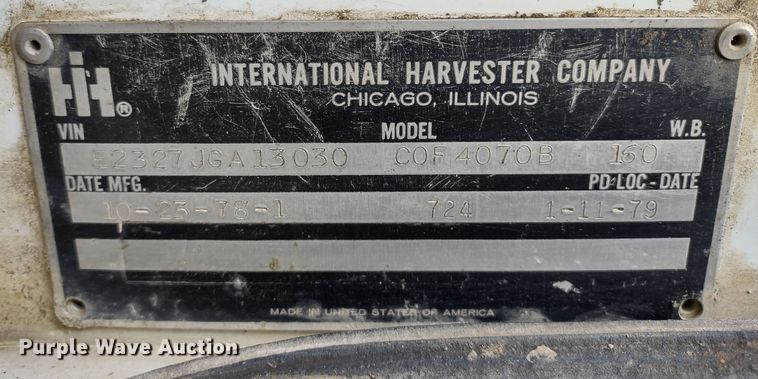 IH ®
INTERNATIONAL HARVESTER COMPANY
CHICAGO, ILLINOIS
VIN MODEL W.B.
E2327JGA13030 COF4070B 160
DATE MFG. PD LOC-DATE
10-23-78-1 724 1-11-79
MADE IN UNITED STATES OF AMERICA
Purple Wave Auction